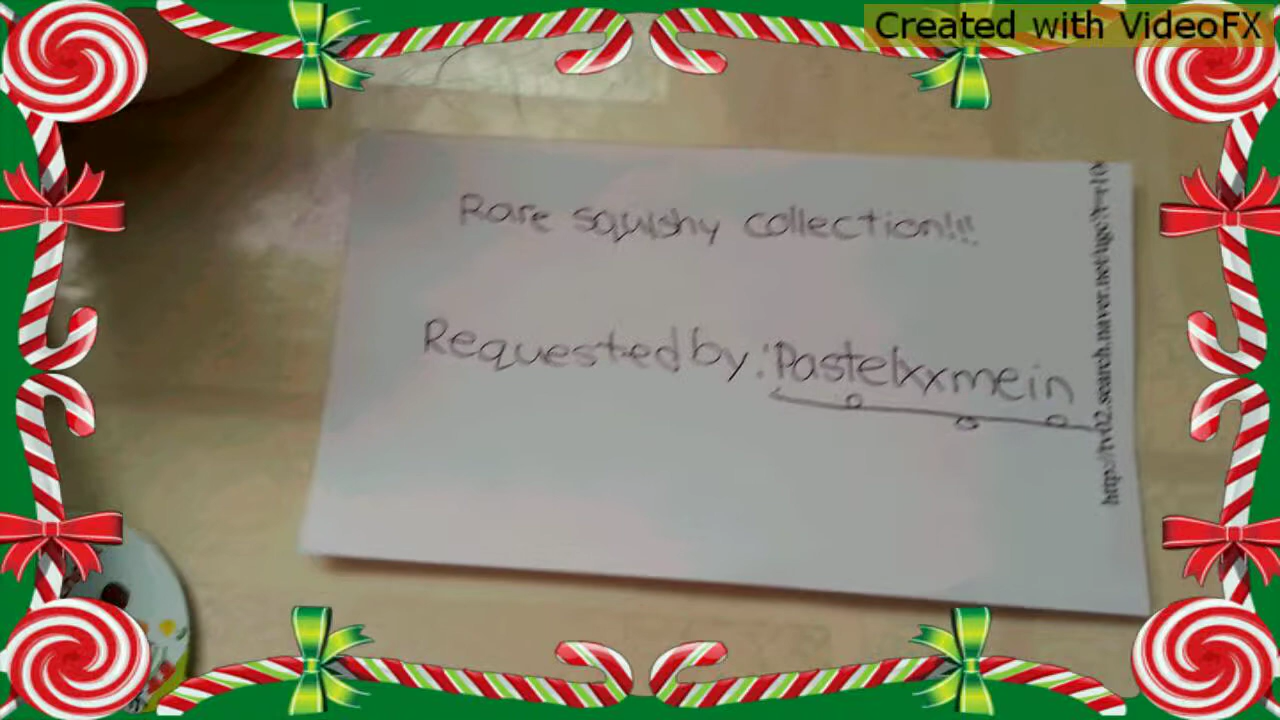 Created with VideoFX
Rare squishy collection!!!
Requested by: Pastelxxmein